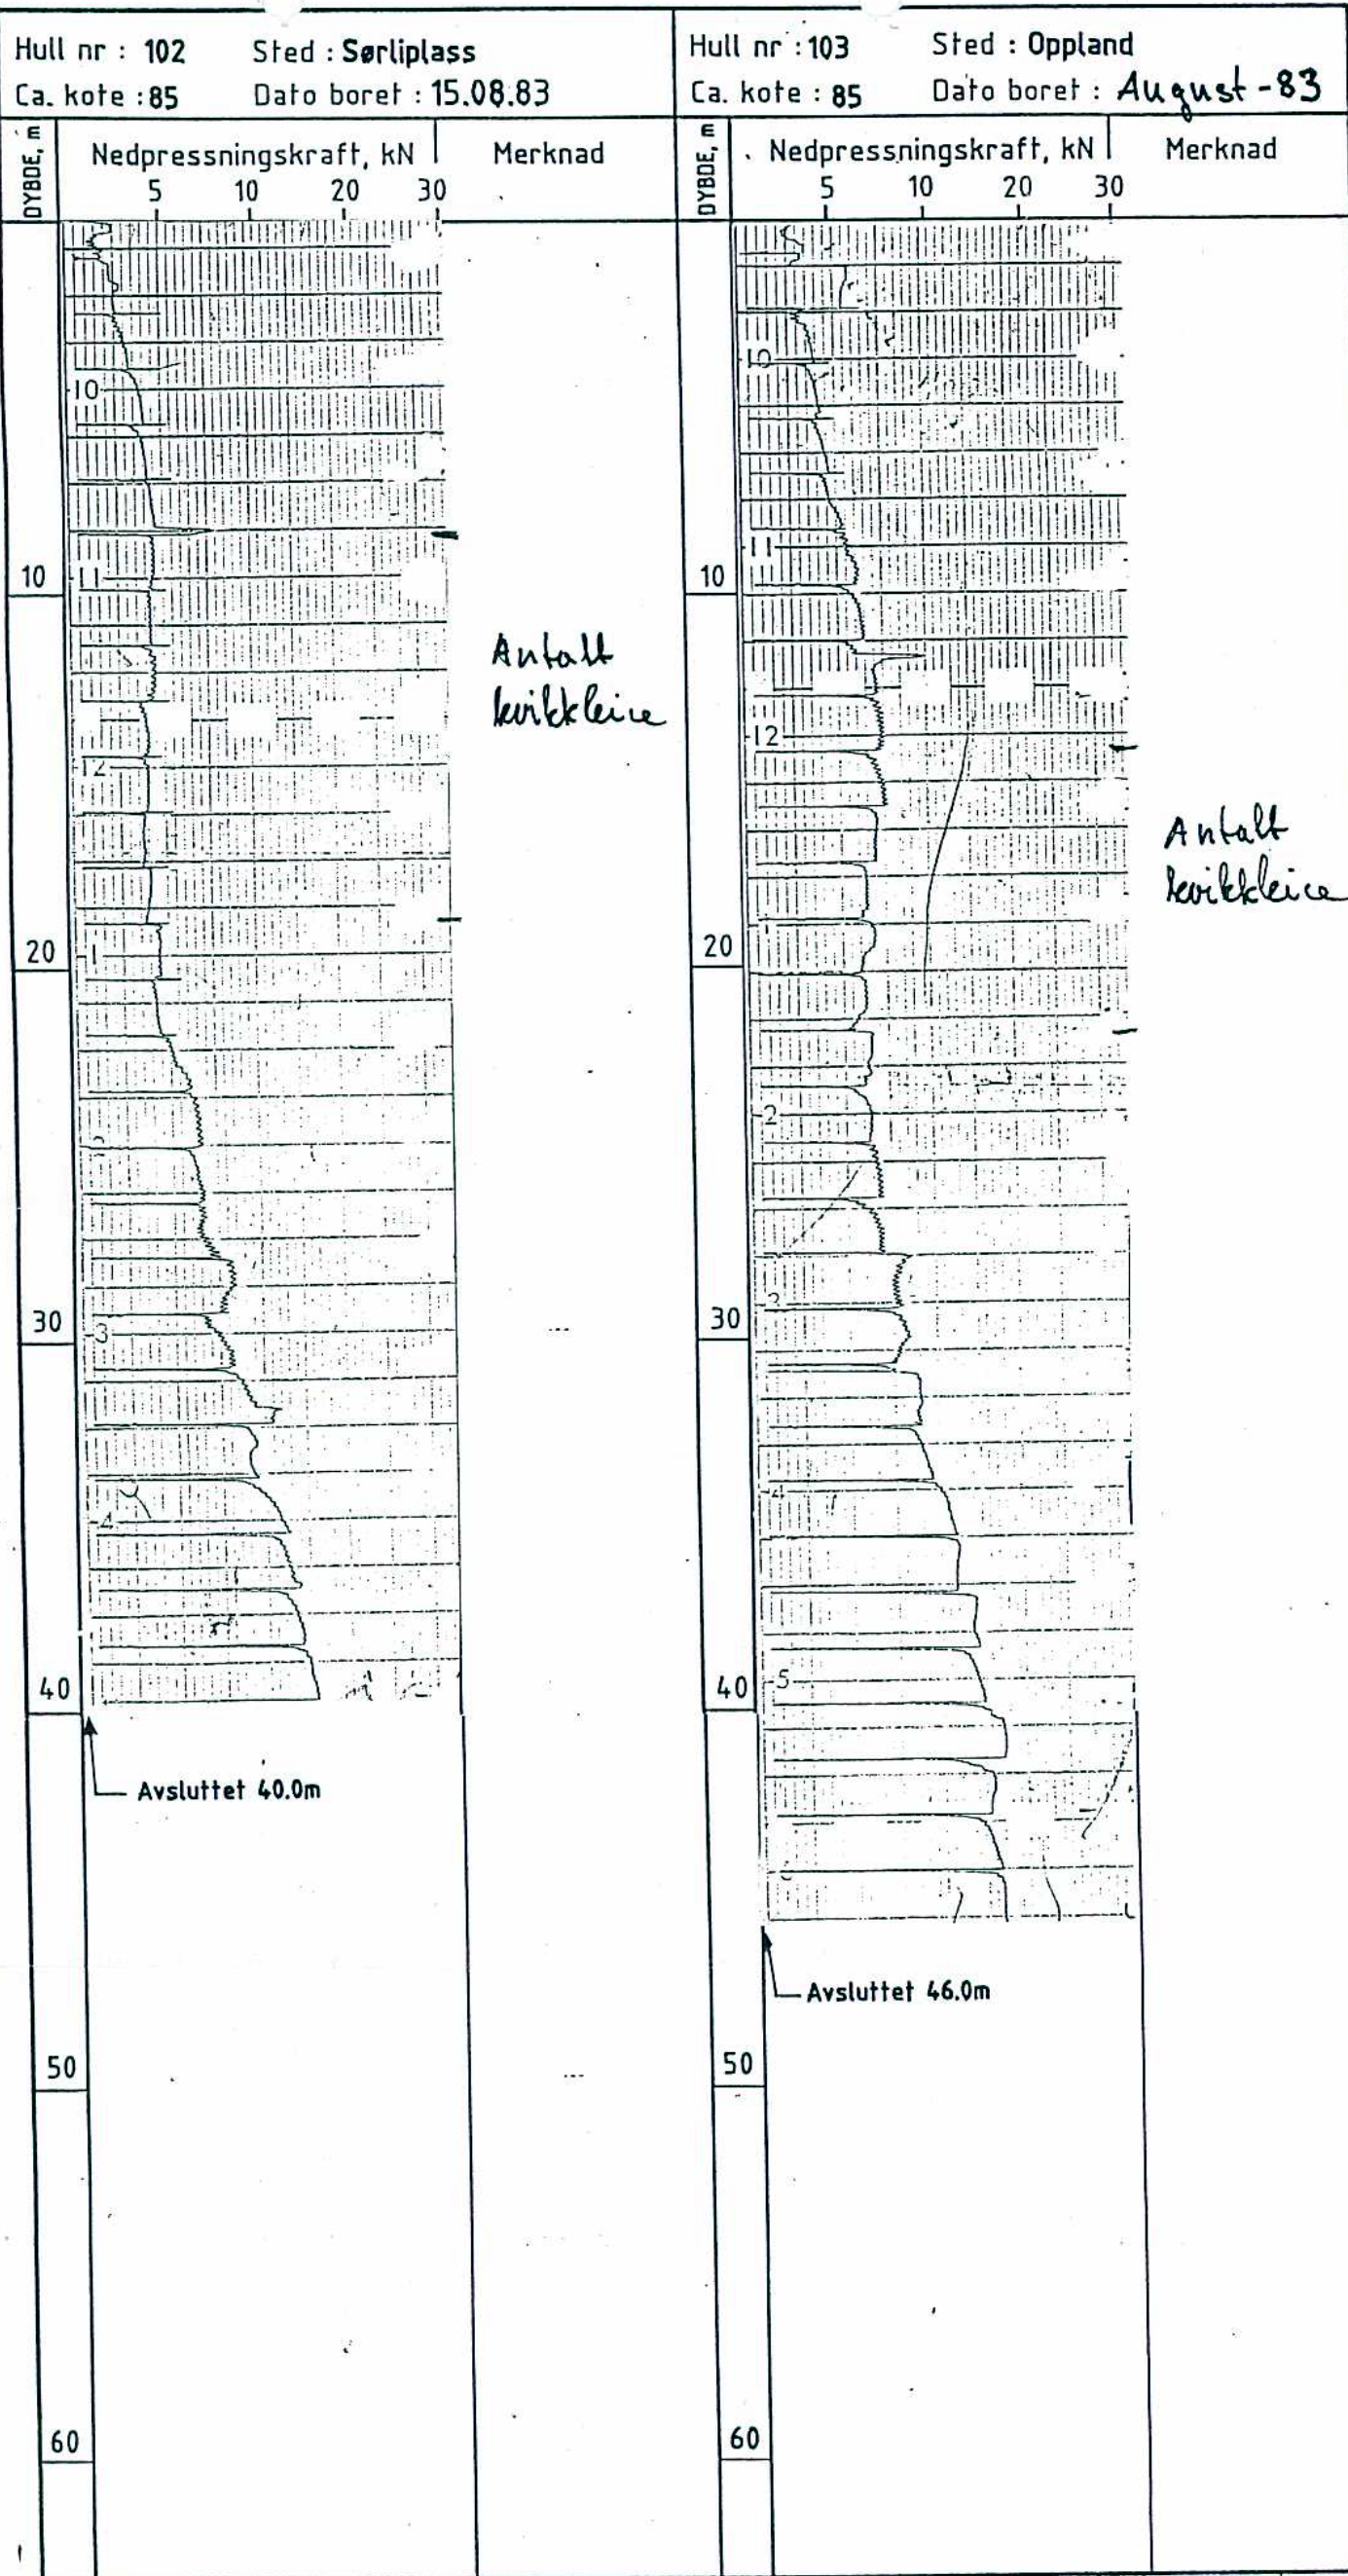 Hull nr : 102 Sted : Sørliplass
Ca. kote : 85 Dato boret : 15.08.83
DYBDE, m
Nedpressningskraft, kN
Merknad
5 10 20 30
10
11
10
12
1
20
3
30
4
40
Antatt
kvikkleire
Avsluttet 40.0m
50
60
Hull nr : 103 Sted : Oppland
Ca. kote : 85 Dato boret : August - 83
DYBDE, m
Nedpressningskraft, kN
Merknad
5 10 20 30
10
11
10
12
20
2
3
30
4
5
40
Antatt
kvikkleire
Avsluttet 46.0m
50
60